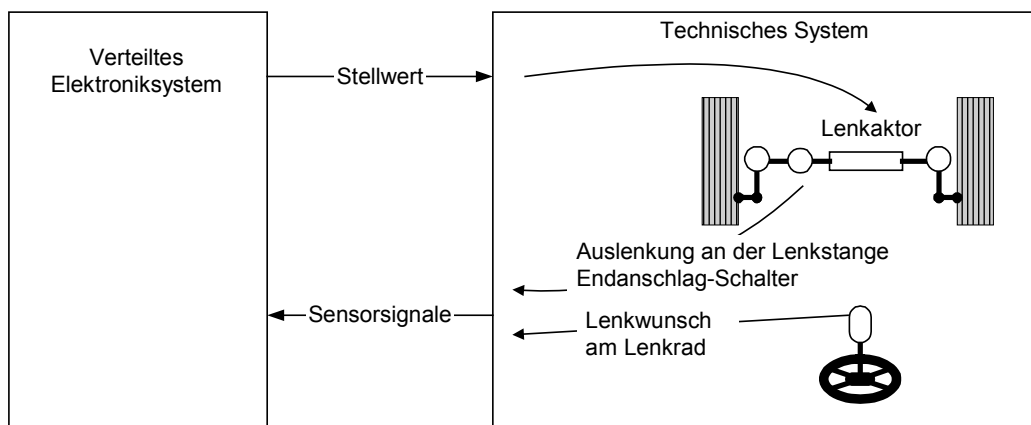 Verteiltes
Elektroniksystem
Stellwert
Sensorsignale
Technisches System
Lenkaktor
Auslenkung an der Lenkstange
Endanschlag-Schalter
Lenkwunsch
am Lenkrad